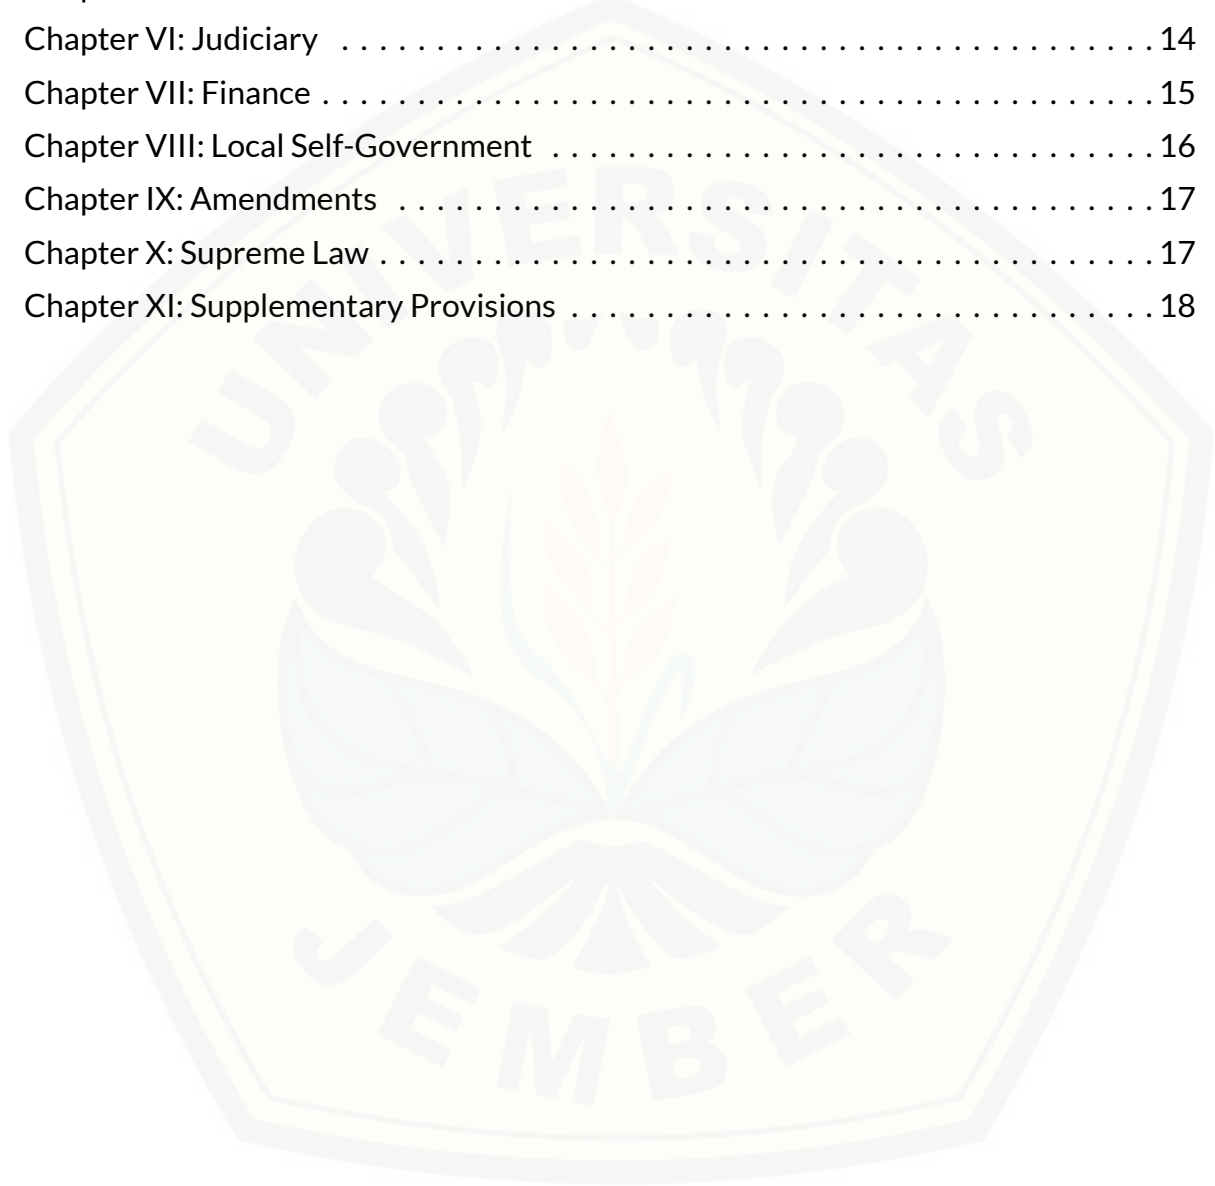 Chapter VI: Judiciary . . . . . . . . . . . . . . . . . . . . . . . . . . . . . . . . . . . . . . . . . . . 14
Chapter VII: Finance . . . . . . . . . . . . . . . . . . . . . . . . . . . . . . . . . . . . . . . . . . . . 15
Chapter VIII: Local Self-Government . . . . . . . . . . . . . . . . . . . . . . . . . . . . . . . . 16
Chapter IX: Amendments . . . . . . . . . . . . . . . . . . . . . . . . . . . . . . . . . . . . . . . . 17
Chapter X: Supreme Law . . . . . . . . . . . . . . . . . . . . . . . . . . . . . . . . . . . . . . . . . 17
Chapter XI: Supplementary Provisions . . . . . . . . . . . . . . . . . . . . . . . . . . . . . . . 18
UNIVERSITAS
JEMBER